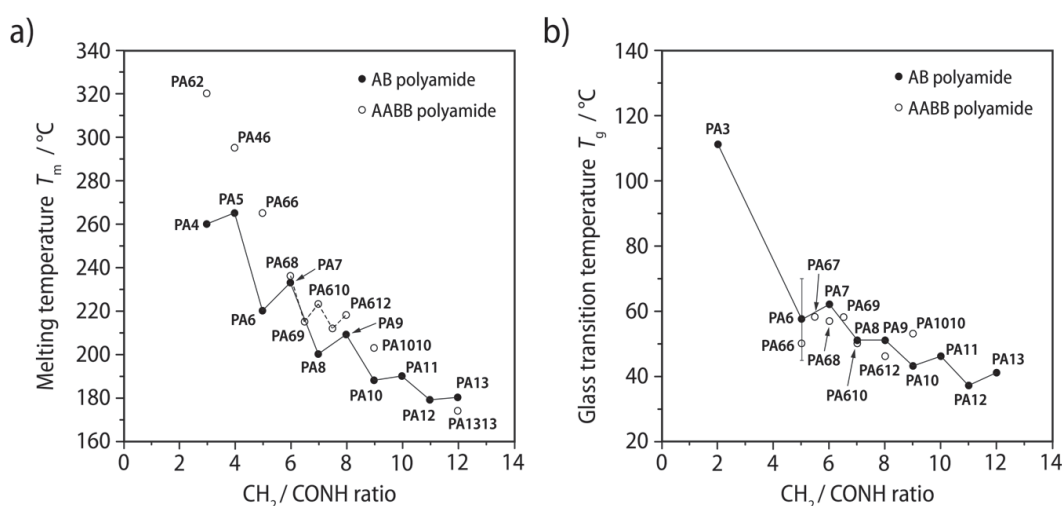 a)
Melting temperature Tm / °C
340
320
300
280
260
240
220
200
180
160
AB polyamide
AABB polyamide
PA62
PA46
PA5
PA66
PA4
PA68
PA7
PA610
PA612
PA6
PA69
PA9
PA8
PA1010
PA11
PA10
PA13
PA12
PA1313
0 2 4 6 8 10 12 14
CH2 / CONH ratio
b)
Glass transition temperature Tg / °C
140
120
100
80
60
40
20
AB polyamide
AABB polyamide
PA3
PA67
PA7
PA69
PA6
PA8 PA9
PA1010
PA66
PA68
PA612
PA11
PA10
PA13
PA610
PA12
0 2 4 6 8 10 12 14
CH2 / CONH ratio